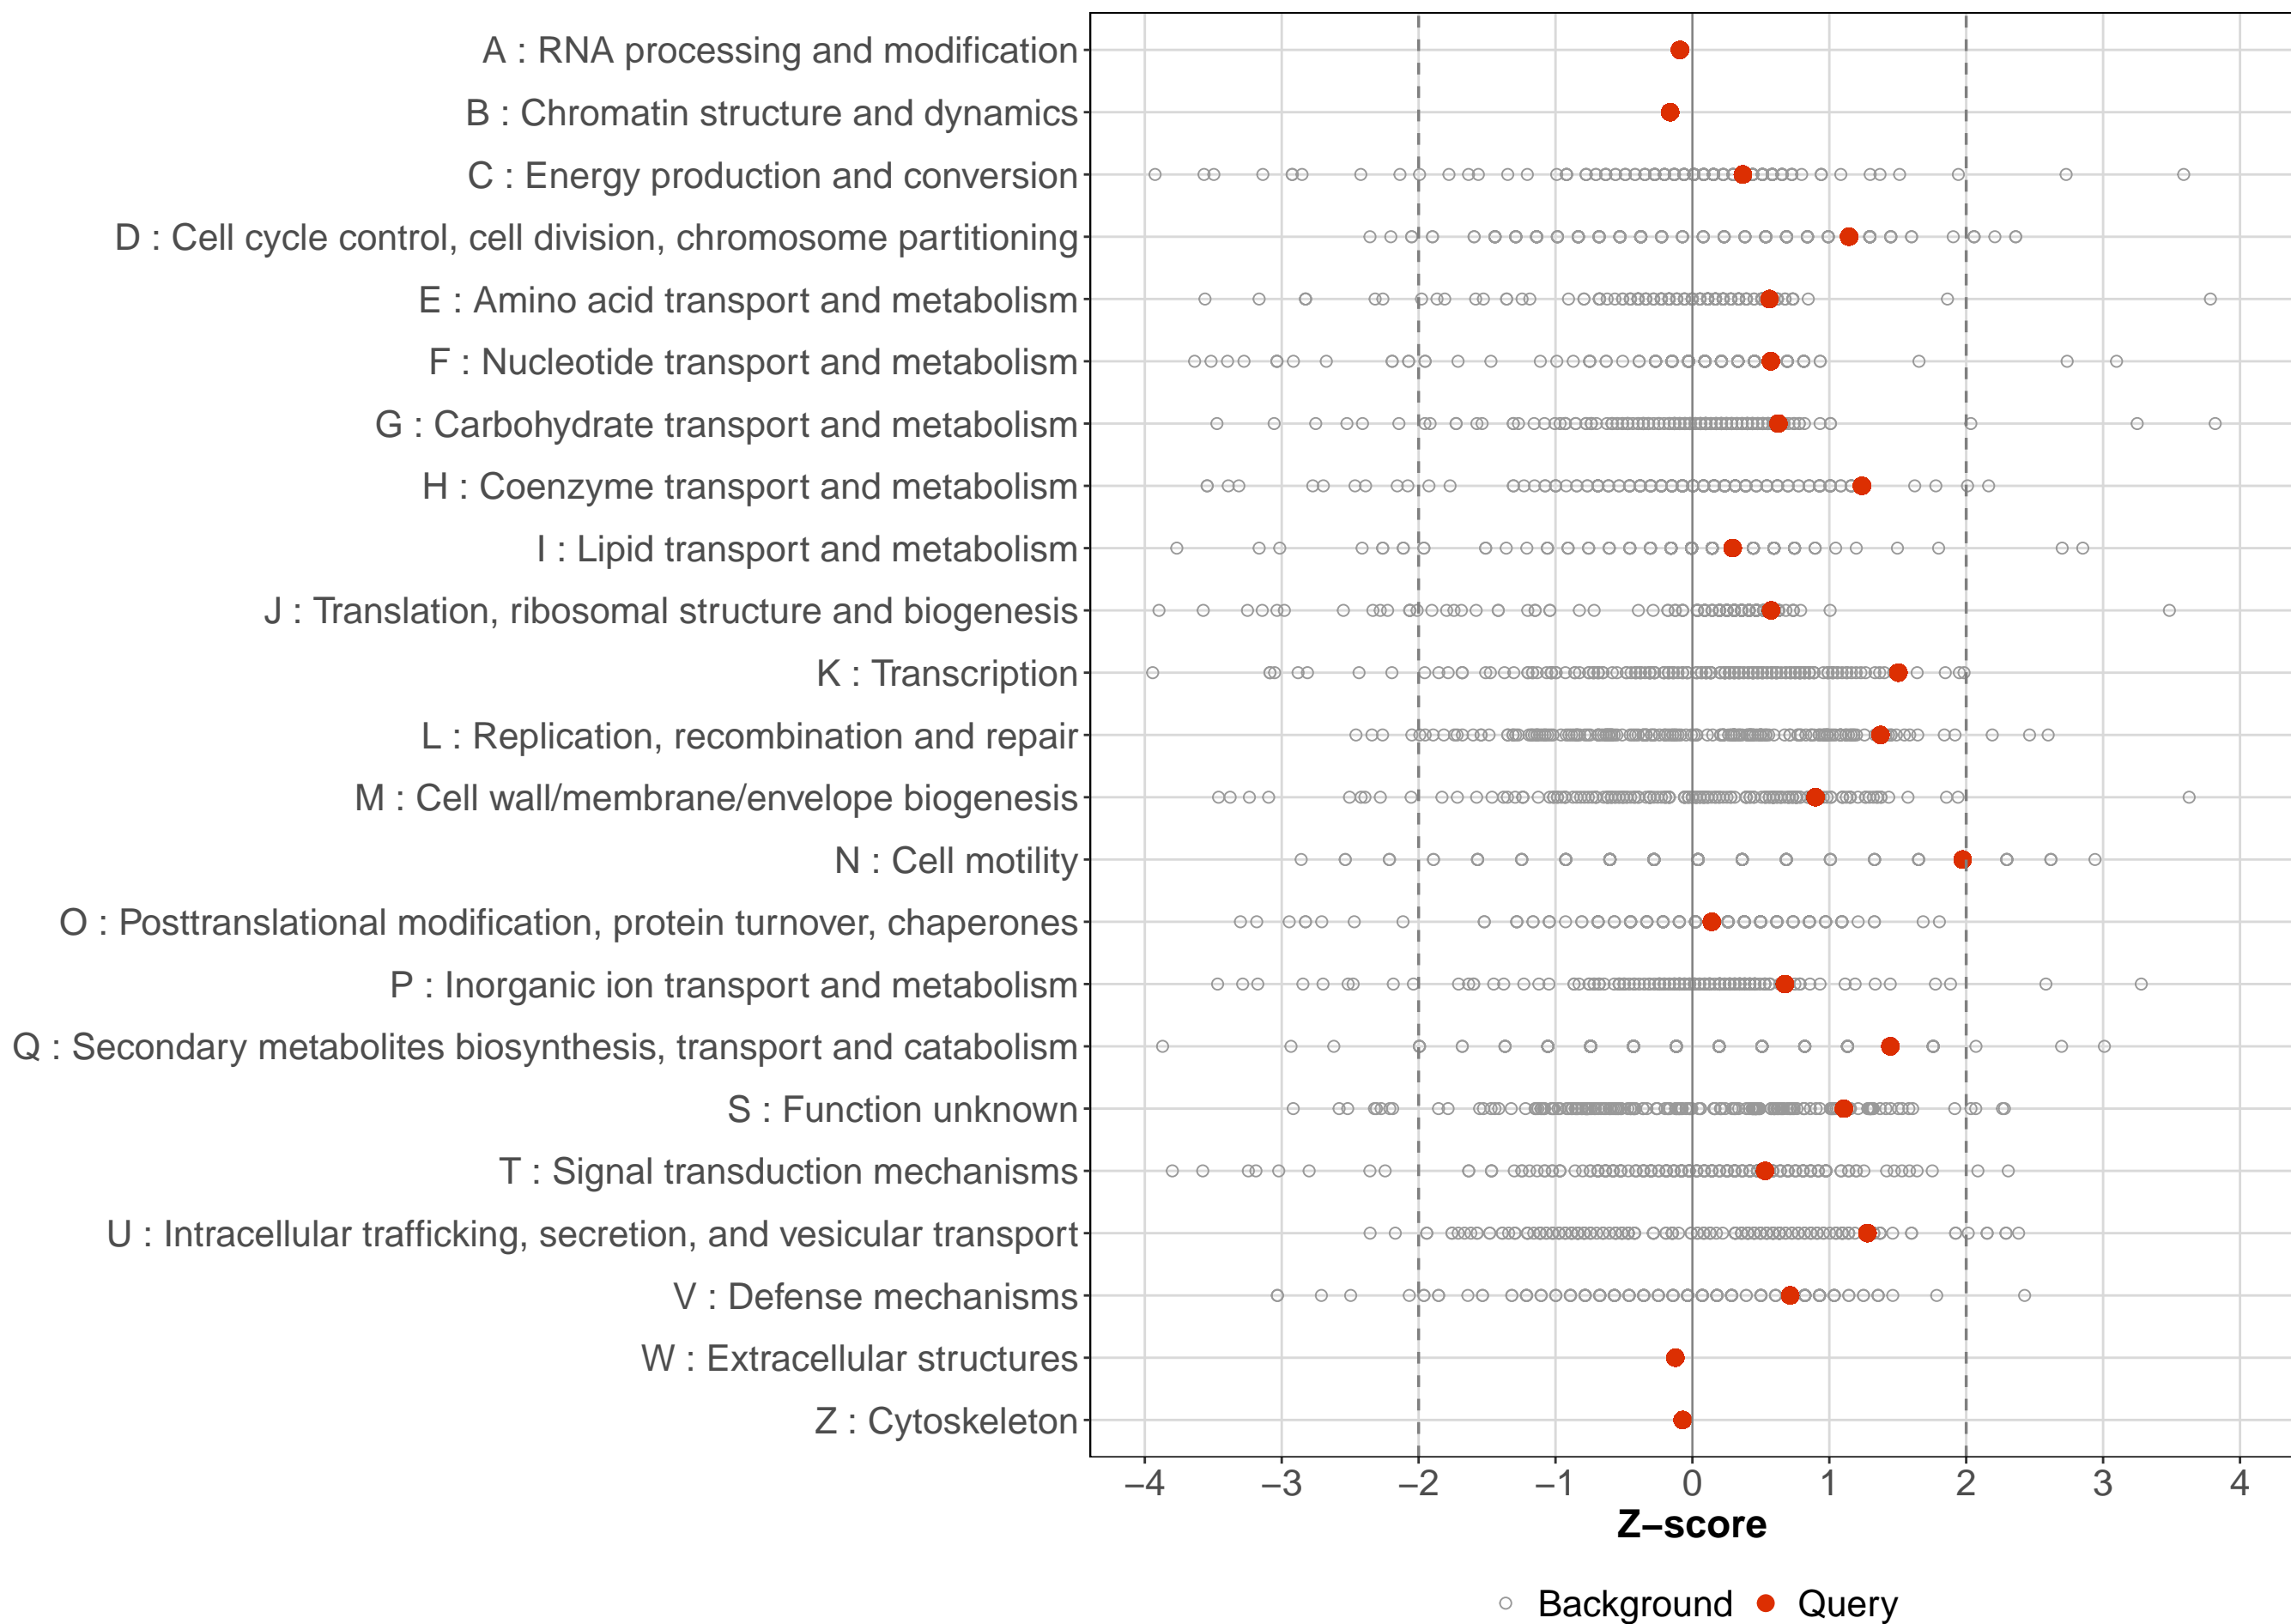 A : RNA processing and modification
B : Chromatin structure and dynamics
C : Energy production and conversion
D : Cell cycle control, cell division, chromosome partitioning
E : Amino acid transport and metabolism
F : Nucleotide transport and metabolism
G : Carbohydrate transport and metabolism
H : Coenzyme transport and metabolism
I : Lipid transport and metabolism
J : Translation, ribosomal structure and biogenesis
K : Transcription
L : Replication, recombination and repair
M : Cell wall/membrane/envelope biogenesis
N : Cell motility
O : Posttranslational modification, protein turnover, chaperones
P : Inorganic ion transport and metabolism
Q : Secondary metabolites biosynthesis, transport and catabolism
S : Function unknown
T : Signal transduction mechanisms
U : Intracellular trafficking, secretion, and vesicular transport
V : Defense mechanisms
W : Extracellular structures
Z : Cytoskeleton
−4 −3 −2 −1 0 1 2 3 4
Z−score
Background Query